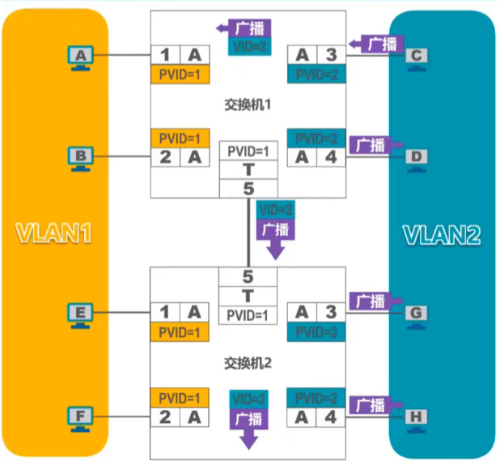 广播
VID=2
广播
A
1 A
PVID=1
A 3
PVID=2
C
交换机1
B
PVID=1
2 A
PVID=1
T
5
PVID=2
A 4
广播
D
VLAN1
VID=2
广播
VLAN2
E
1 A
PVID=1
5
T
PVID=1
A 3
PVID=2
广播
G
交换机2
F
PVID=1
2 A
VID=2
广播
PVID=2
A 4
广播
H